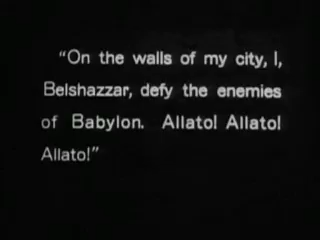 “On the walls of my city, I,
Belshazzar, defy the enemies
of Babylon. Allato! Allato!
Allato!”